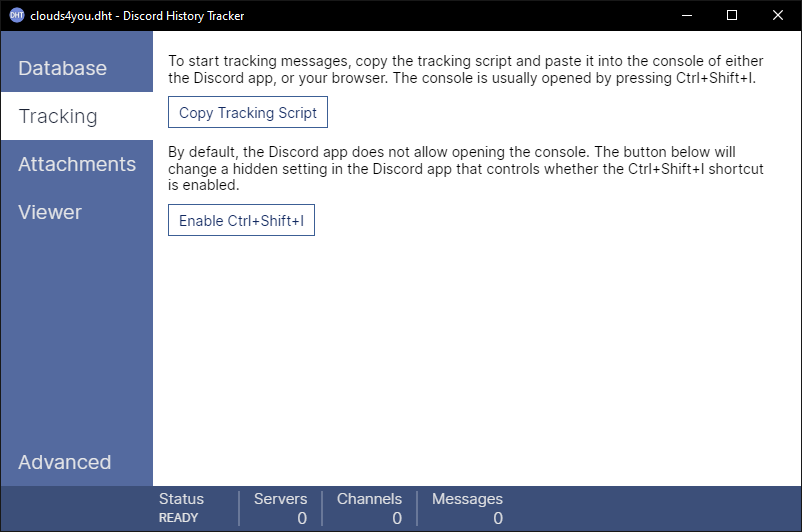 DHT clouds4you.dht - Discord History Tracker
Database
Tracking
Attachments
Viewer
Advanced
To start tracking messages, copy the tracking script and paste it into the console of either
the Discord app, or your browser. The console is usually opened by pressing Ctrl+Shift+I.
Copy Tracking Script
By default, the Discord app does not allow opening the console. The button below will
change a hidden setting in the Discord app that controls whether the Ctrl+Shift+I shortcut
is enabled.
Enable Ctrl+Shift+I
Status Servers Channels Messages
READY 0 0 0